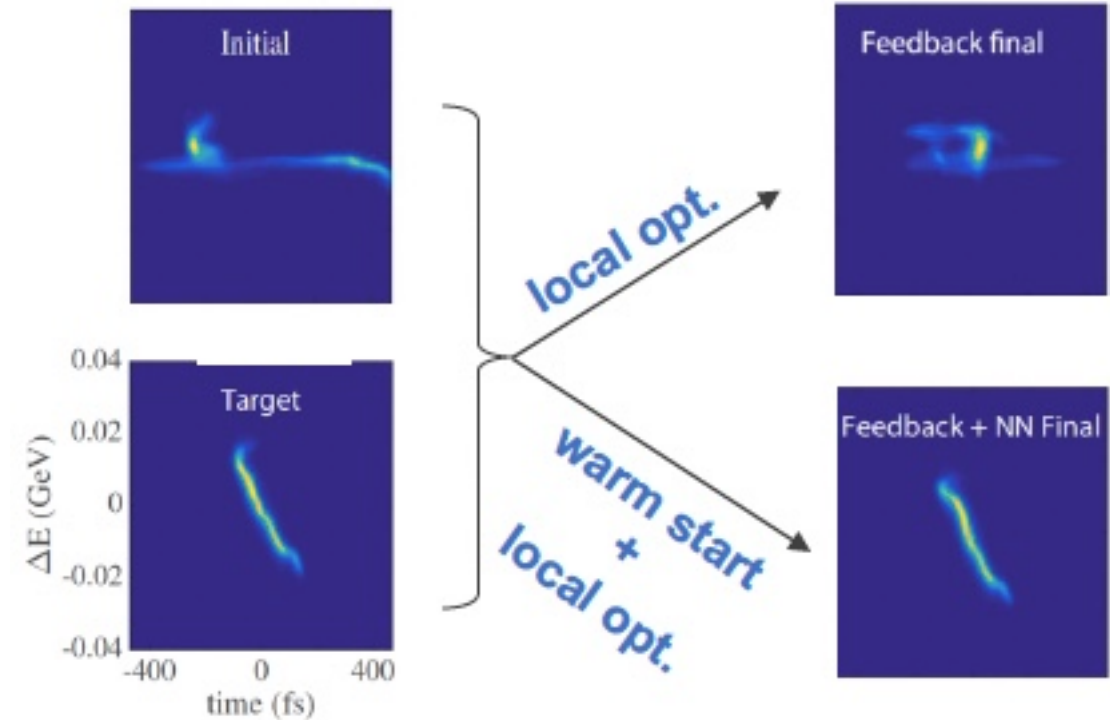 Initial
Feedback final
local opt.
Target
0.04
0.02
0
-0.02
-0.04
ΔE (GeV)
-400
0
400
time (fs)
warm start
+
local opt.
Feedback + NN Final